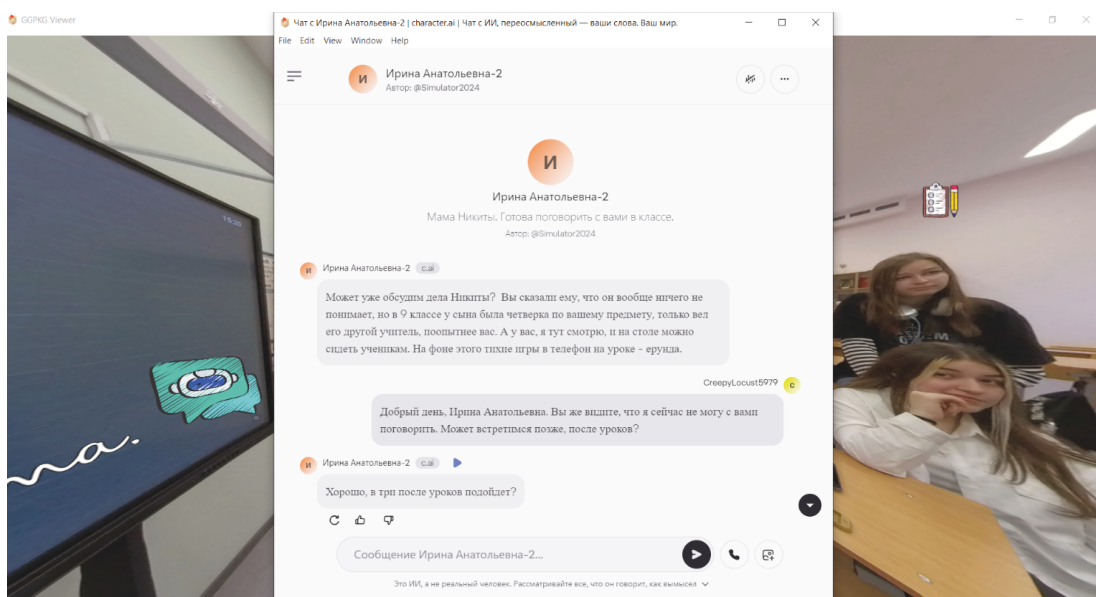 GGPKG Viewer
Чат с Ирина Анатольевна-2 | character.ai | Чат с ИИ, переосмысленный — ваши слова. Ваш мир.
File Edit View Window Help
Ирина Анатольевна-2
Автор: @Simulator2024
И
И
Ирина Анатольевна-2
Мама Никиты. Готова поговорить с вами в классе.
Автор: @Simulator2024
И Ирина Анатольевна-2 c.ai
Может уже обсудим дела Никиты? Вы сказали ему, что он вообще ничего не
понимает, но в 9 классе у сына была четверка по вашему предмету, только вел
его другой учитель, поопытнее вас. А у вас, я тут смотрю, и на столе можно
сидеть ученикам. На фоне этого тихие игры в телефон на уроке - ерунда.
CreepyLocust5979 C
Добрый день, Ирина Анатольевна. Вы же видите, что я сейчас не могу с вами
поговорить. Может встретимся позже, после уроков?
И Ирина Анатольевна-2 c.ai
Хорошо, в три после уроков подойдет?
Сообщение Ирина Анатольевна-2...
Это ИИ, а не реальный человек. Рассматривайте все, что он говорит, как вымысел